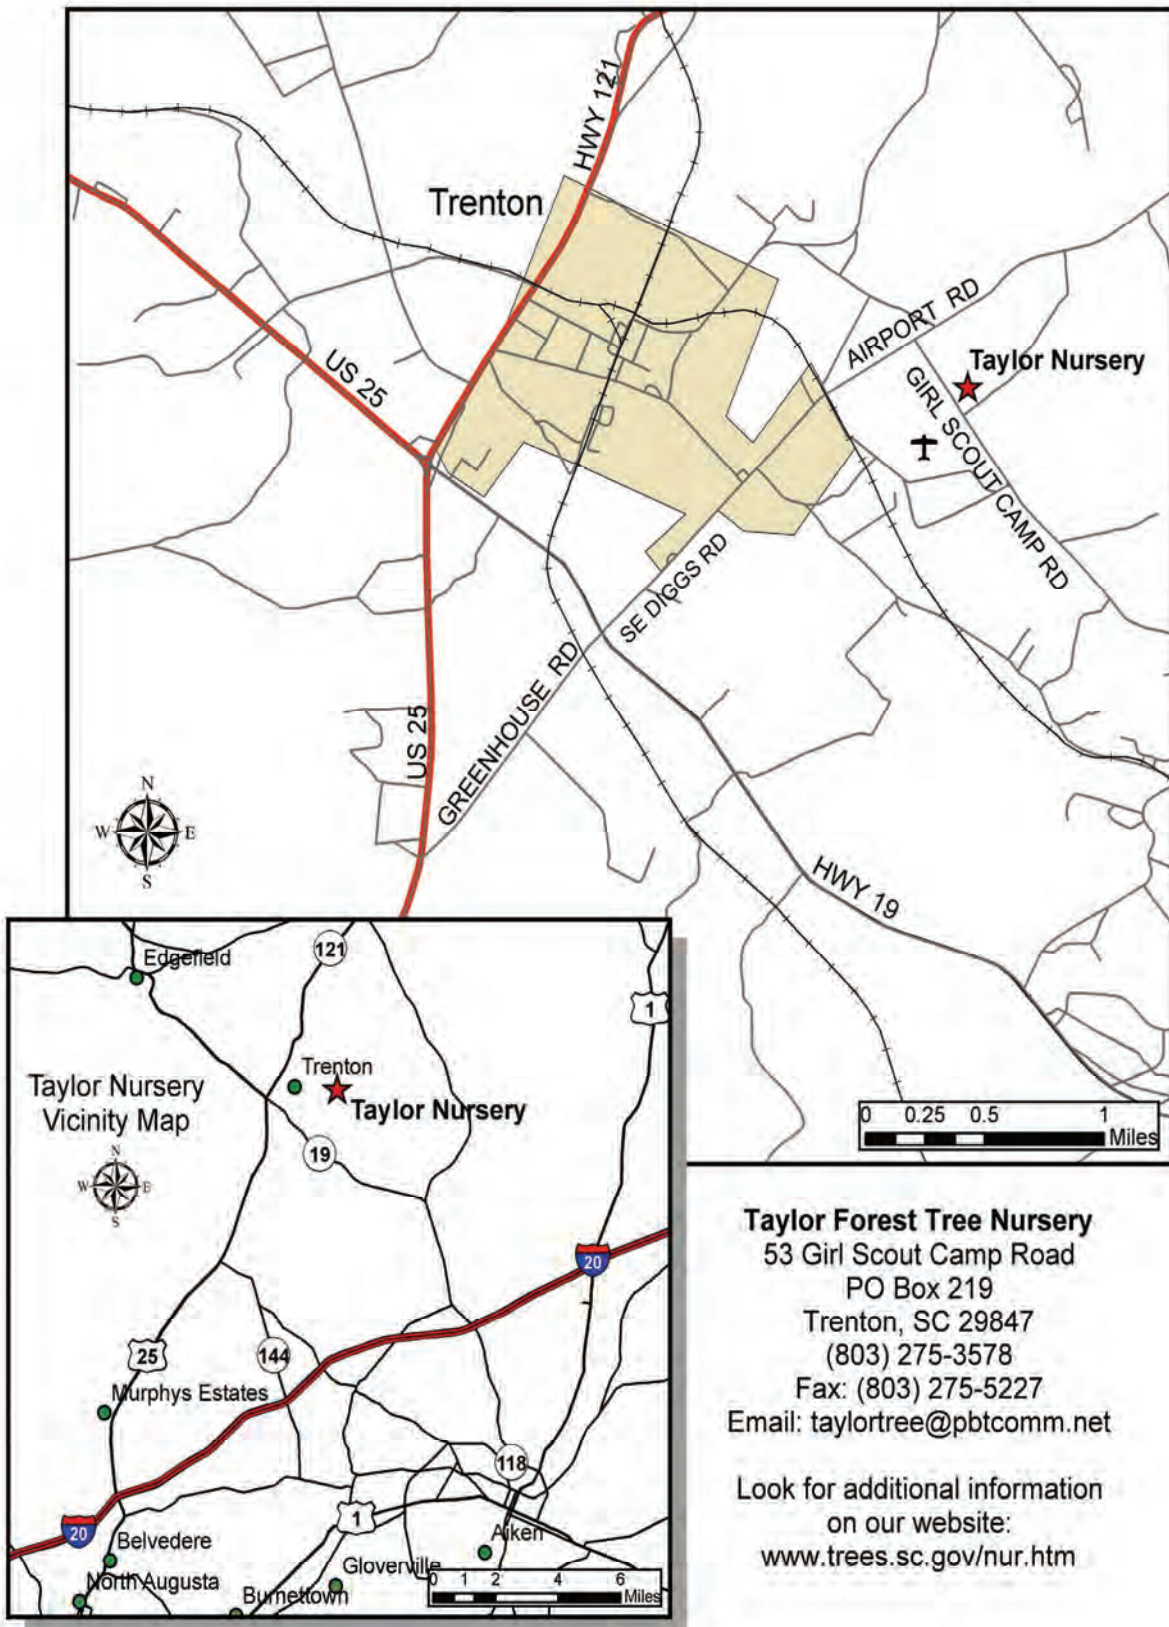 HWY 121
Trenton
US 25
AIRPORT RD
Taylor Nursery
GIRL SCOUT CAMP RD
SE DIGGS RD
GREENHOUSE RD
US 25
HWY 19
N
W E
S
0 0.25 0.5 1
Miles
121
Edgefield
1
Trenton
Taylor Nursery
Taylor Nursery
Vicinity Map
19
N
W E
S
20
25
144
Murphys Estates
118
20
1
Belvedere
Aiken
Gloverville
North Augusta
Burnettown
0 1 2 4 6
Miles
Taylor Forest Tree Nursery
53 Girl Scout Camp Road
PO Box 219
Trenton, SC 29847
(803) 275-3578
Fax: (803) 275-5227
Email: taylortree@pbtcomm.net
Look for additional information
on our website:
www.trees.sc.gov/nur.htm